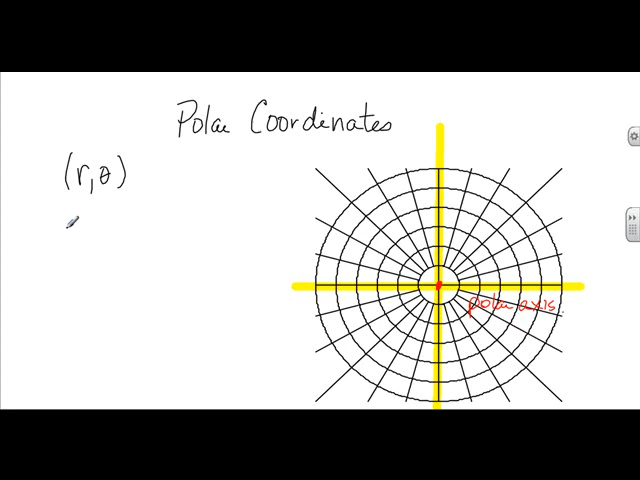 Polar Coordinates
(r,θ)
polar axis.